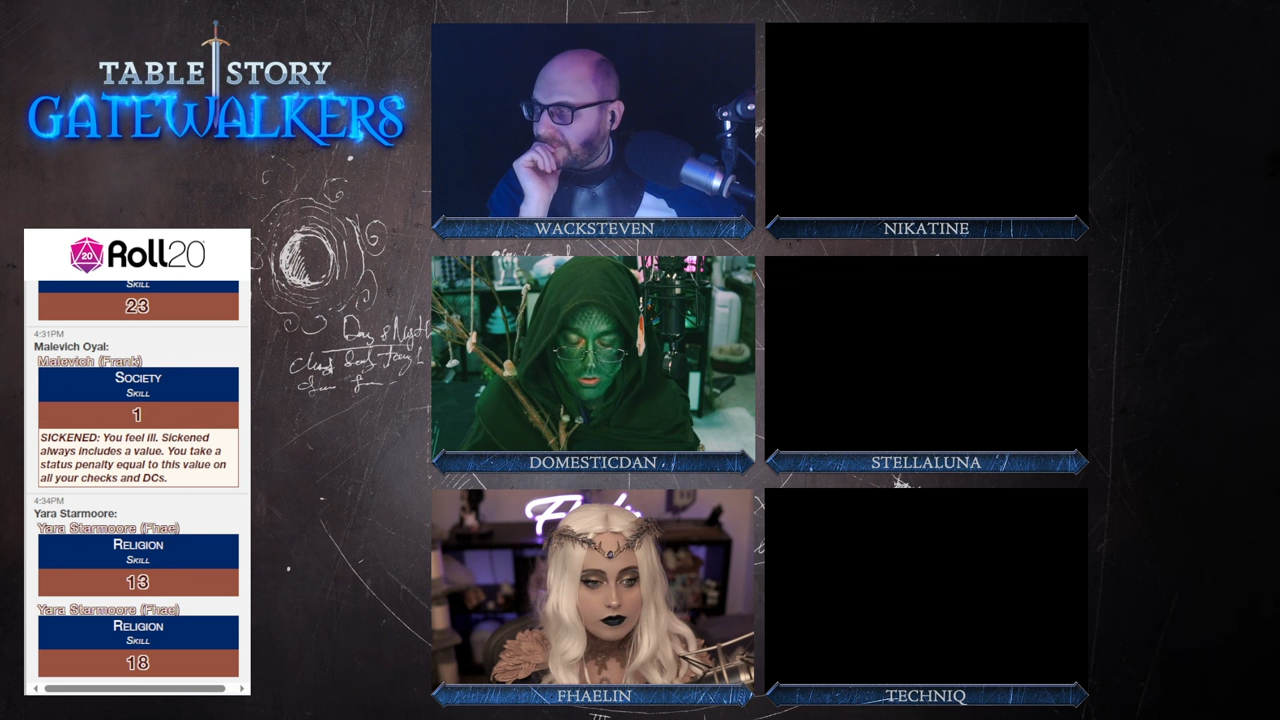 TABLE STORY
GATEWALKERS
Roll20
SKILL
23
4:31PM
Malevich Oyal:
Malevich (Frank)
SOCIETY
SKILL
1
SICKENED: You feel ill. Sickened
always includes a value. You take a
status penalty equal to this value on
all your checks and DCs.
4:34PM
Yara Starmoore:
Yara Starmoore (Fhae)
RELIGION
SKILL
13
Yara Starmoore (Fhae)
RELIGION
SKILL
18
Day & Night
WACKSTEVEN
NIKATINE
DOMESTICDAN
STELLALUNA
FHAELIN
TECHNIQ